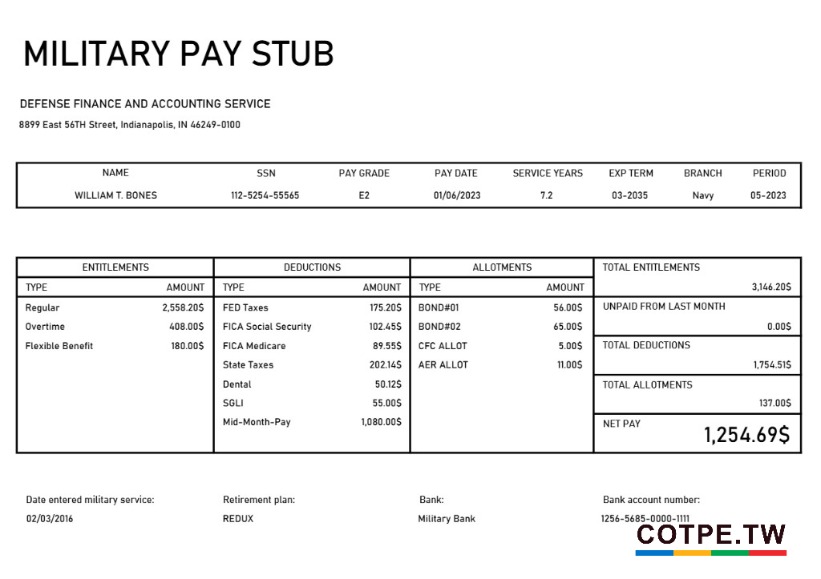 MILITARY PAY STUB
DEFENSE FINANCE AND ACCOUNTING SERVICE
8899 East 56TH Street, Indianapolis, IN 46249-0100
NAME SSN PAY GRADE PAY DATE SERVICE YEARS EXP TERM BRANCH PERIOD
WILLIAM T. BONES 112-5254-55565 E2 01/06/2023 7.2 03-2035 Navy 05-2023
ENTITLEMENTS DEDUCTIONS ALLOTMENTS TOTAL ENTITLEMENTS
TYPE AMOUNT TYPE AMOUNT TYPE AMOUNT 3,146.20$
Regular 2,558.20$ FED Taxes 175.20$ BOND#01 56.00$ UNPAID FROM LAST MONTH
Overtime 408.00$ FICA Social Security 102.45$ BOND#02 65.00$ 0.00$
Flexible Benefit 180.00$ FICA Medicare 89.55$ CFC ALLOT 5.00$ TOTAL DEDUCTIONS
State Taxes 202.14$ AER ALLOT 11.00$ 1,754.51$
Dental 50.12$ TOTAL ALLOTMENTS
SGLI 55.00$ 137.00$
Mid-Month-Pay 1,080.00$ NET PAY
1,254.69$
Date entered military service: Retirement plan: Bank: Bank account number:
02/03/2016 REDUX Military Bank 1256-5685-0000-1111
COTPE.TW